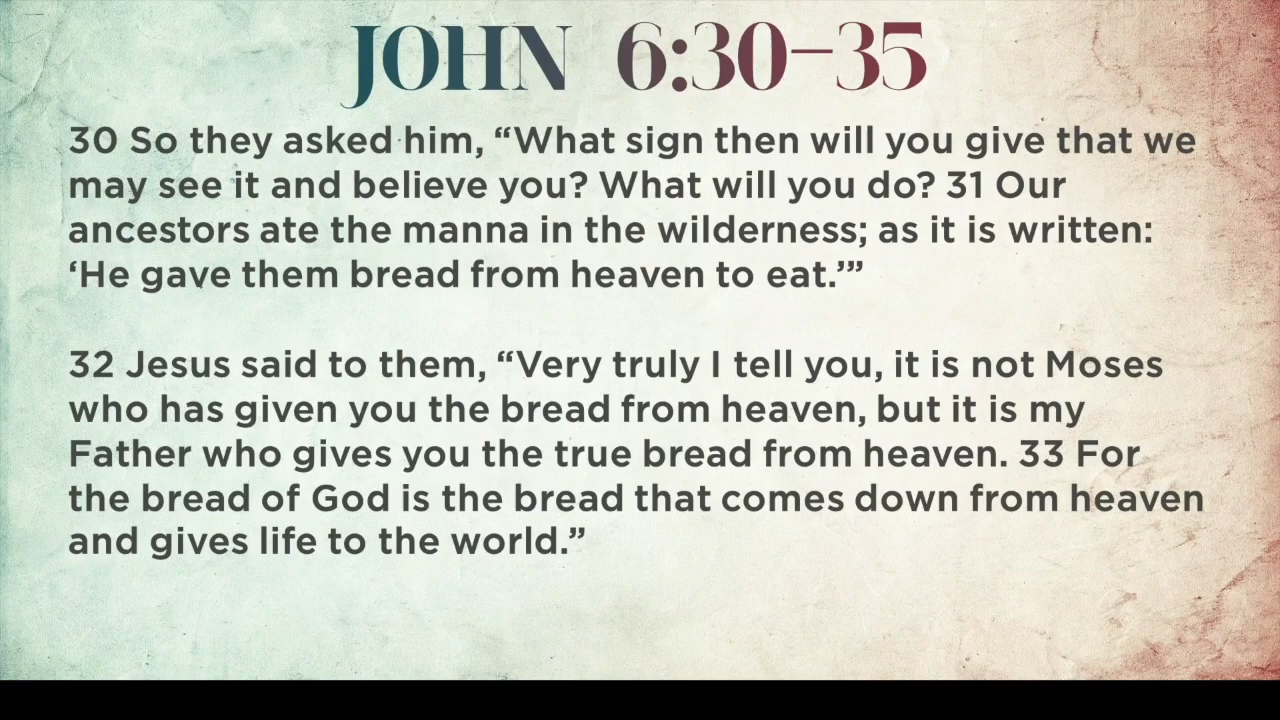 JOHN 6:30–35
30 So they asked him, “What sign then will you give that we
may see it and believe you? What will you do? 31 Our
ancestors ate the manna in the wilderness; as it is written:
‘He gave them bread from heaven to eat.’”
32 Jesus said to them, “Very truly I tell you, it is not Moses
who has given you the bread from heaven, but it is my
Father who gives you the true bread from heaven. 33 For
the bread of God is the bread that comes down from heaven
and gives life to the world.”